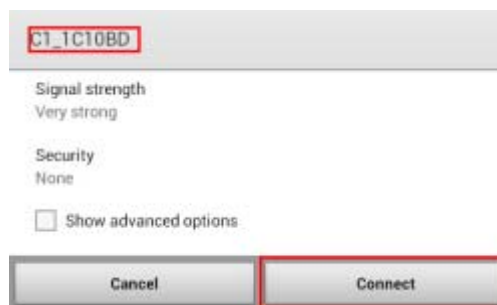 C1_1C10BD
Signal strength
Very strong
Security
None
Show advanced options
Cancel
Connect